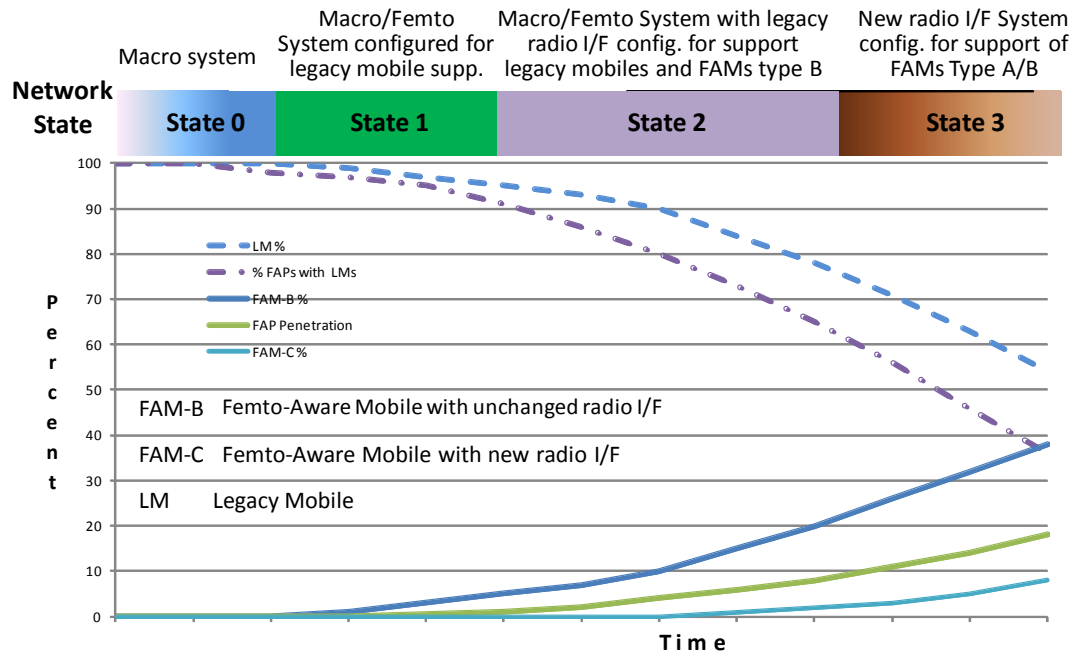 Macro system
Macro/Femto
System configured for
legacy mobile supp.
Macro/Femto System with legacy
radio I/F config. for support
legacy mobiles and FAMs type B
New radio I/F System
config. for support of
FAMs Type A/B
Network
State
State 0
State 1
State 2
State 3
100
90
80
70
60
50
40
30
20
10
0
Percent
LM %
% FAPs with LMs
FAM-B %
FAP Penetration
FAM-C %
FAM-B Femto-Aware Mobile with unchanged radio I/F
FAM-C Femto-Aware Mobile with new radio I/F
LM Legacy Mobile
Time